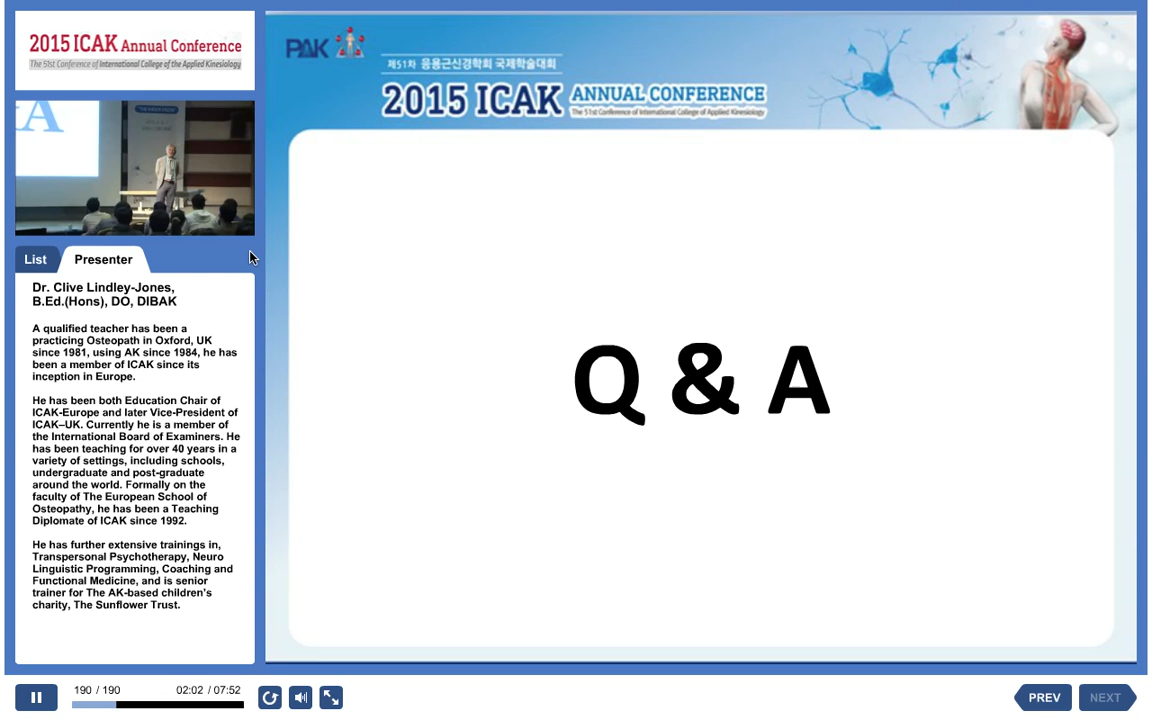 2015 ICAK Annual Conference
The 51st Conference of International College of the Applied Kinesiology
A
List
Presenter
Dr. Clive Lindley-Jones,
B.Ed.(Hons), DO, DIBAK
A qualified teacher has been a
practicing Osteopath in Oxford, UK
since 1981, using AK since 1984, he has
been a member of ICAK since its
inception in Europe.
He has been both Education Chair of
ICAK-Europe and later Vice-President of
ICAK–UK. Currently he is a member of
the International Board of Examiners. He
has been teaching for over 40 years in a
variety of settings, including schools,
undergraduate and post-graduate
around the world. Formally on the
faculty of The European School of
Osteopathy, he has been a Teaching
Diplomate of ICAK since 1992.
He has further extensive trainings in,
Transpersonal Psychotherapy, Neuro
Linguistic Programming, Coaching and
Functional Medicine, and is senior
trainer for The AK-based children's
charity, The Sunflower Trust.
PAK
제51차 응용근신경학회 국제학술대회
2015 ICAK ANNUAL CONFERENCE
The 51st Conference of International College of Applied Kinesiology
Q & A
190 / 190
02:02 / 07:52
PREV
NEXT